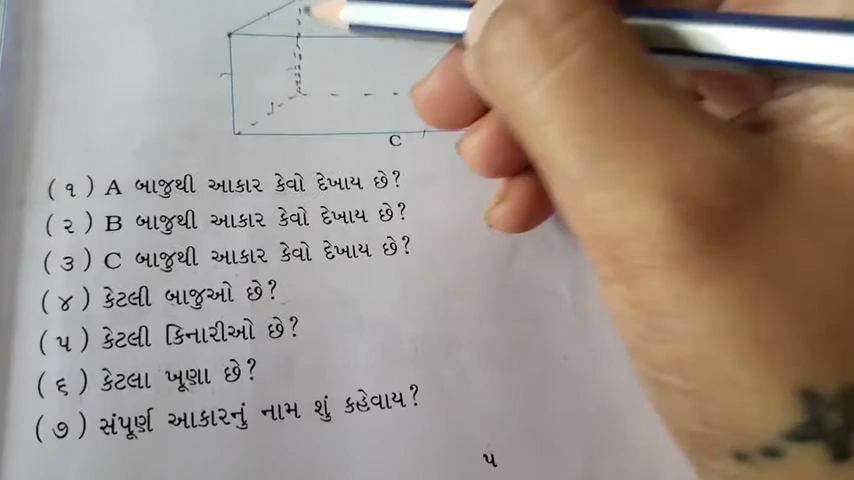 C
(૧) A બાજુથી આકાર કેવો દેખાય છે?
(૨) B બાજુથી આકાર કેવો દેખાય છે?
(૩) C બાજુથી આકાર કેવો દેખાય છે?
(૪) કેટલી બાજુઓ છે?
(૫) કેટલી કિનારીઓ છે?
(૬) કેટલા ખૂણા છે?
(૭) સંપૂર્ણ આકારનું નામ શું કહેવાય?
૫